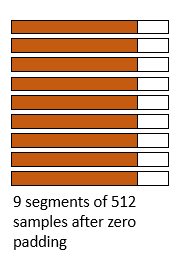 9 segments of 512
samples after zero
padding